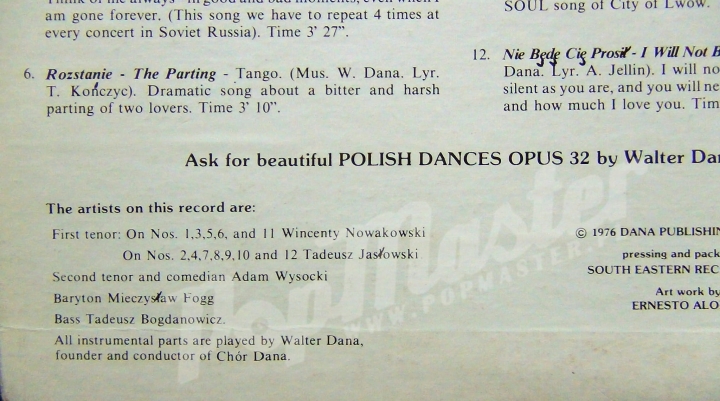 am gone forever. (This song we have to repeat 4 times at
every concert in Soviet Russia). Time 3' 27".
6. Rozstanie - The Parting - Tango. (Mus. W. Dana. Lyr.
T. Kończyc). Dramatic song about a bitter and harsh
parting of two lovers. Time 3' 10".
SOUL song of City of Lwow.
12. Nie Będę Cię Prosił - I Will Not
Dana. Lyr. A. Jellin). I will no
silent as you are, and you will ne
and how much I love you. Tim
Ask for beautiful POLISH DANCES OPUS 32 by Walter Dan
The artists on this record are:
First tenor: On Nos. 1,3,5,6, and 11 Wincenty Nowakowski
On Nos. 2,4,7,8,9,10 and 12 Tadeusz Jasłowski
Second tenor and comedian Adam Wysocki
Baryton Mieczysław Fogg
Bass Tadeusz Bogdanowicz.
All instrumental parts are played by Walter Dana,
founder and conductor of Chór Dana.
© 1976 DANA PUBLISHIN
pressing and pack
SOUTH EASTERN REC
Art work by
ERNESTO ALO
PopMaster
WWW.POPMASTER.